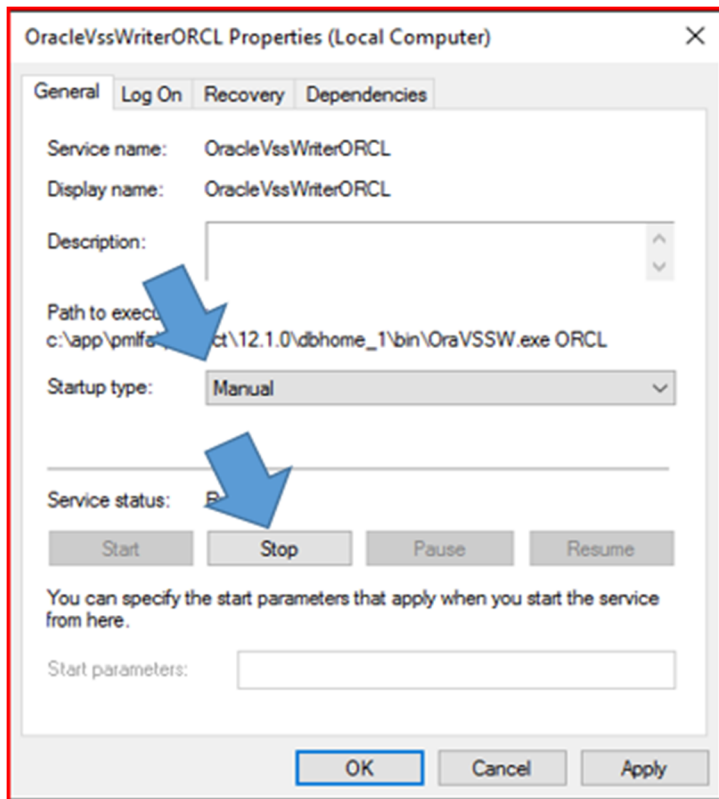 OracleVssWriterORCL Properties (Local Computer)
General Log On Recovery Dependencies
Service name: OracleVssWriterORCL
Display name: OracleVssWriterORCL
Description:
Path to
c:\app\ ct\12.1.0\dbhome_1\bin\OraVSSW.exe ORCL
Startup type: Manual
Service status:
Start Stop Pause Resume
You can specify the start parameters that apply when you start the service
from here.
Start parameters:
OK Cancel Apply